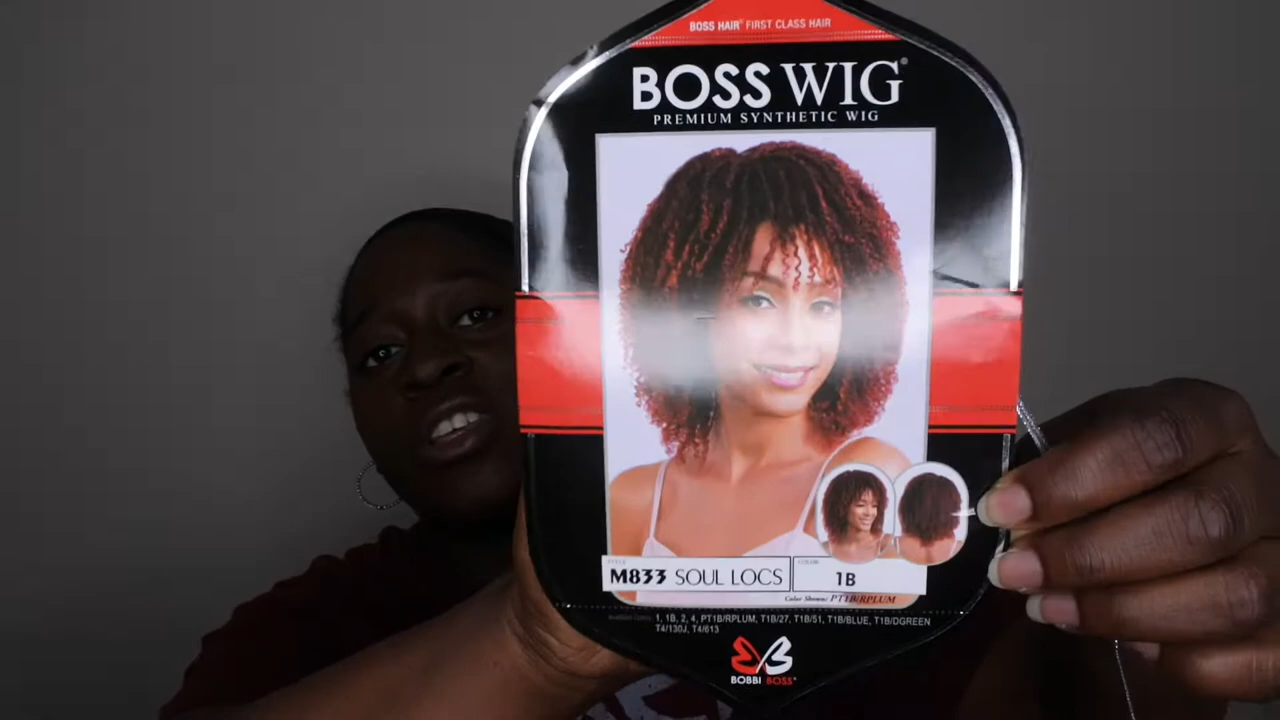 BOSS HAIR® FIRST CLASS HAIR
BOSS WIG®
PREMIUM SYNTHETIC WIG
STYLE
COLOR
M833 SOUL LOCS
1B
Color Shown: PT1B/RPLUM
1, 1B, 2, 4, PT1B/RPLUM, T1B/27, T1B/51, T1B/BLUE, T1B/DGREEN
T4/130J, T4/613
BOBBI BOSS®